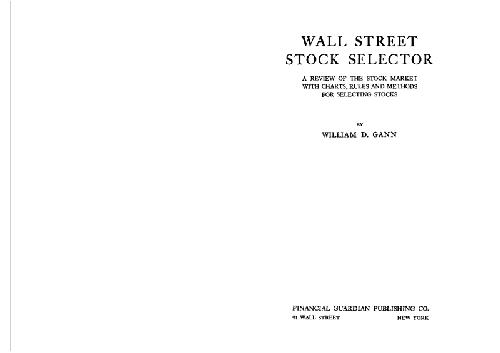 WALL STREET
STOCK SELECTOR
A REVIEW OF THE STOCK MARKET
WITH CHARTS, RULES AND METHODS
FOR SELECTING STOCKS
BY
WILLIAM D. GANN
FINANCIAL GUARDIAN PUBLISHING CO.
WALL STREET NEW YORK